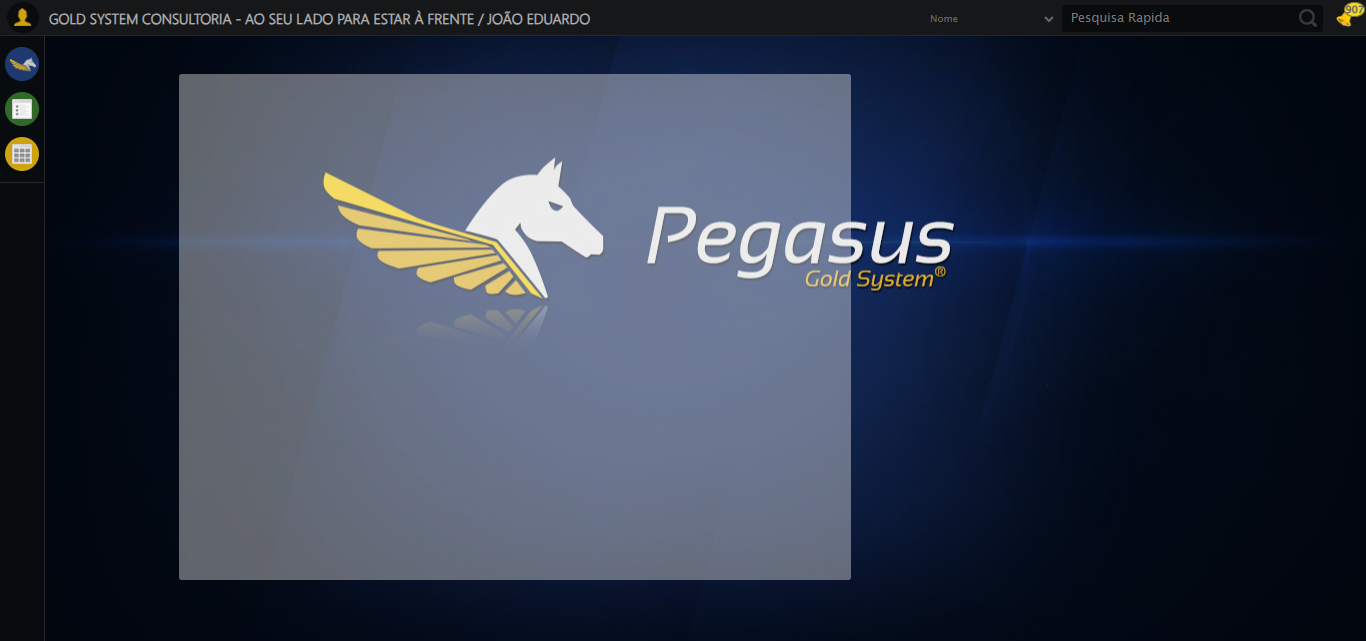 GOLD SYSTEM CONSULTORIA - AO SEU LADO PARA ESTAR À FRENTE / JOÃO EDUARDO
Nome
Pesquisa Rapida
907
Pegasus
Gold System®